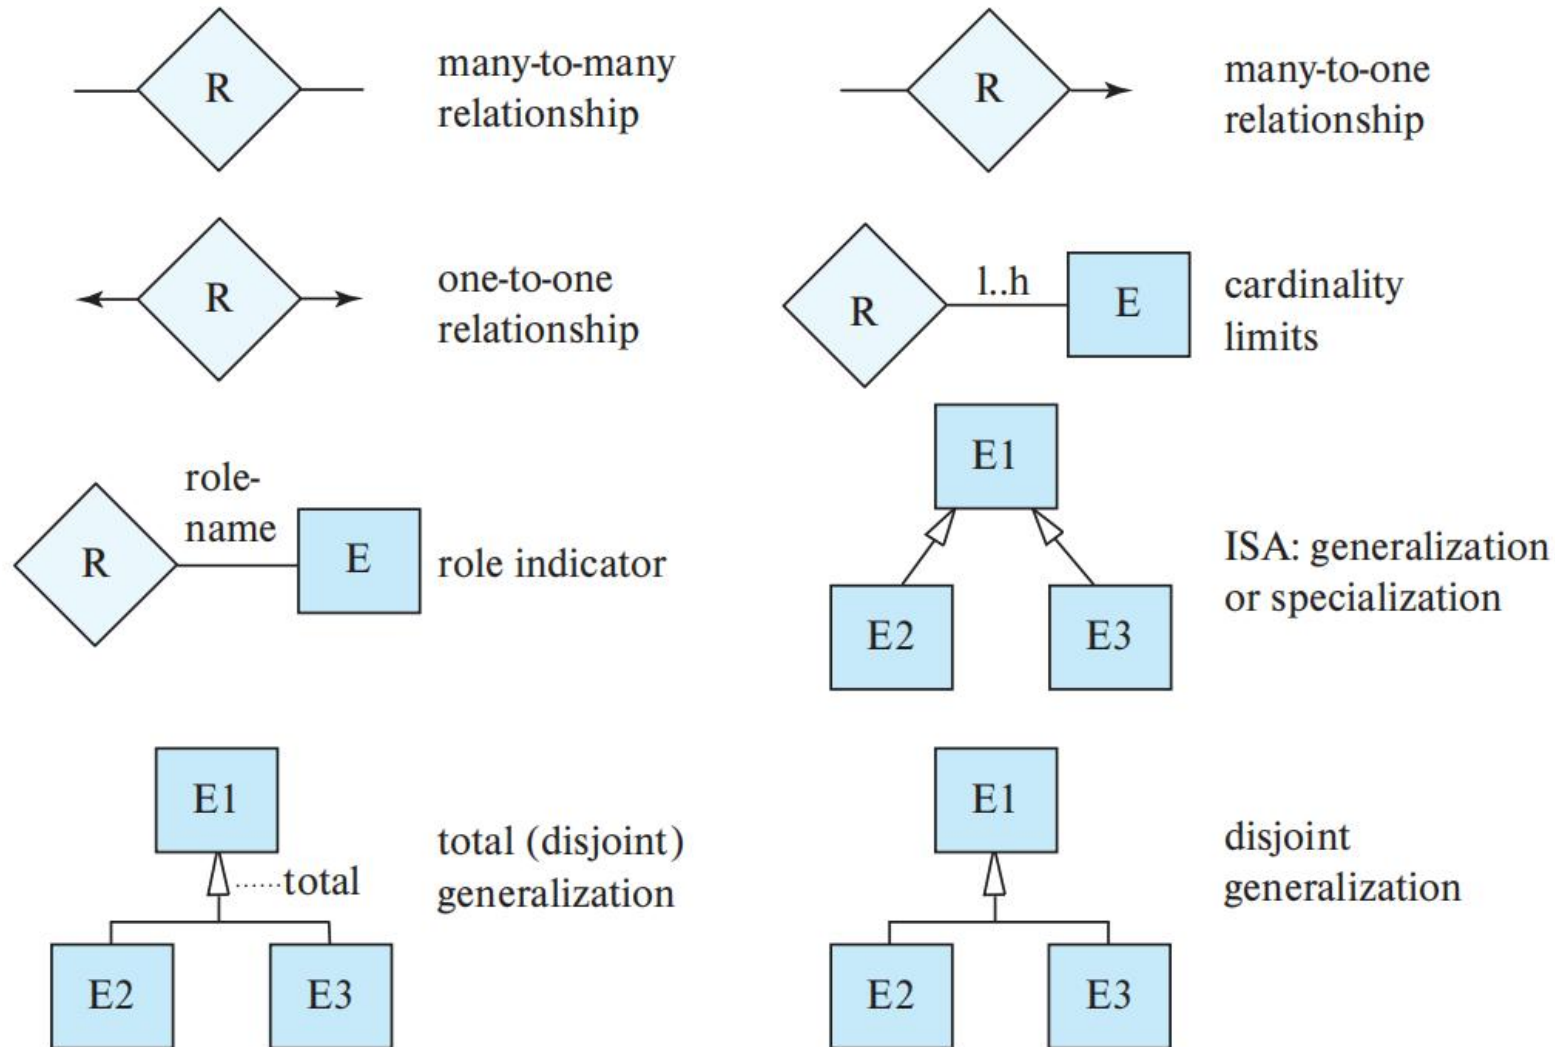 R
many-to-many
relationship
R
many-to-one
relationship
R
one-to-one
relationship
R
l..h
E
cardinality
limits
R
role-
name
E
role indicator
E1
E2
E3
ISA: generalization
or specialization
E1
total
E2
E3
total (disjoint)
generalization
E1
E2
E3
disjoint
generalization